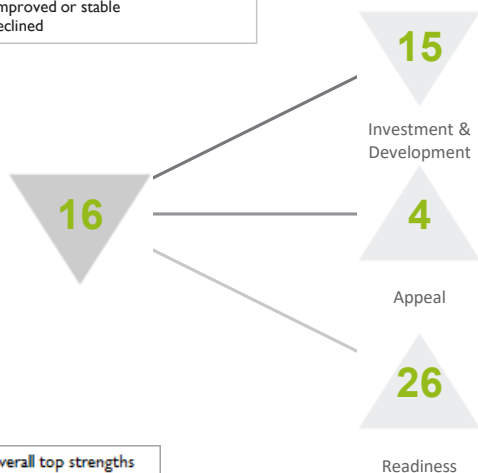 mproved or stable
eclined
15
Investment &
Development
16
4
Appeal
26
verall top strengths
Readiness